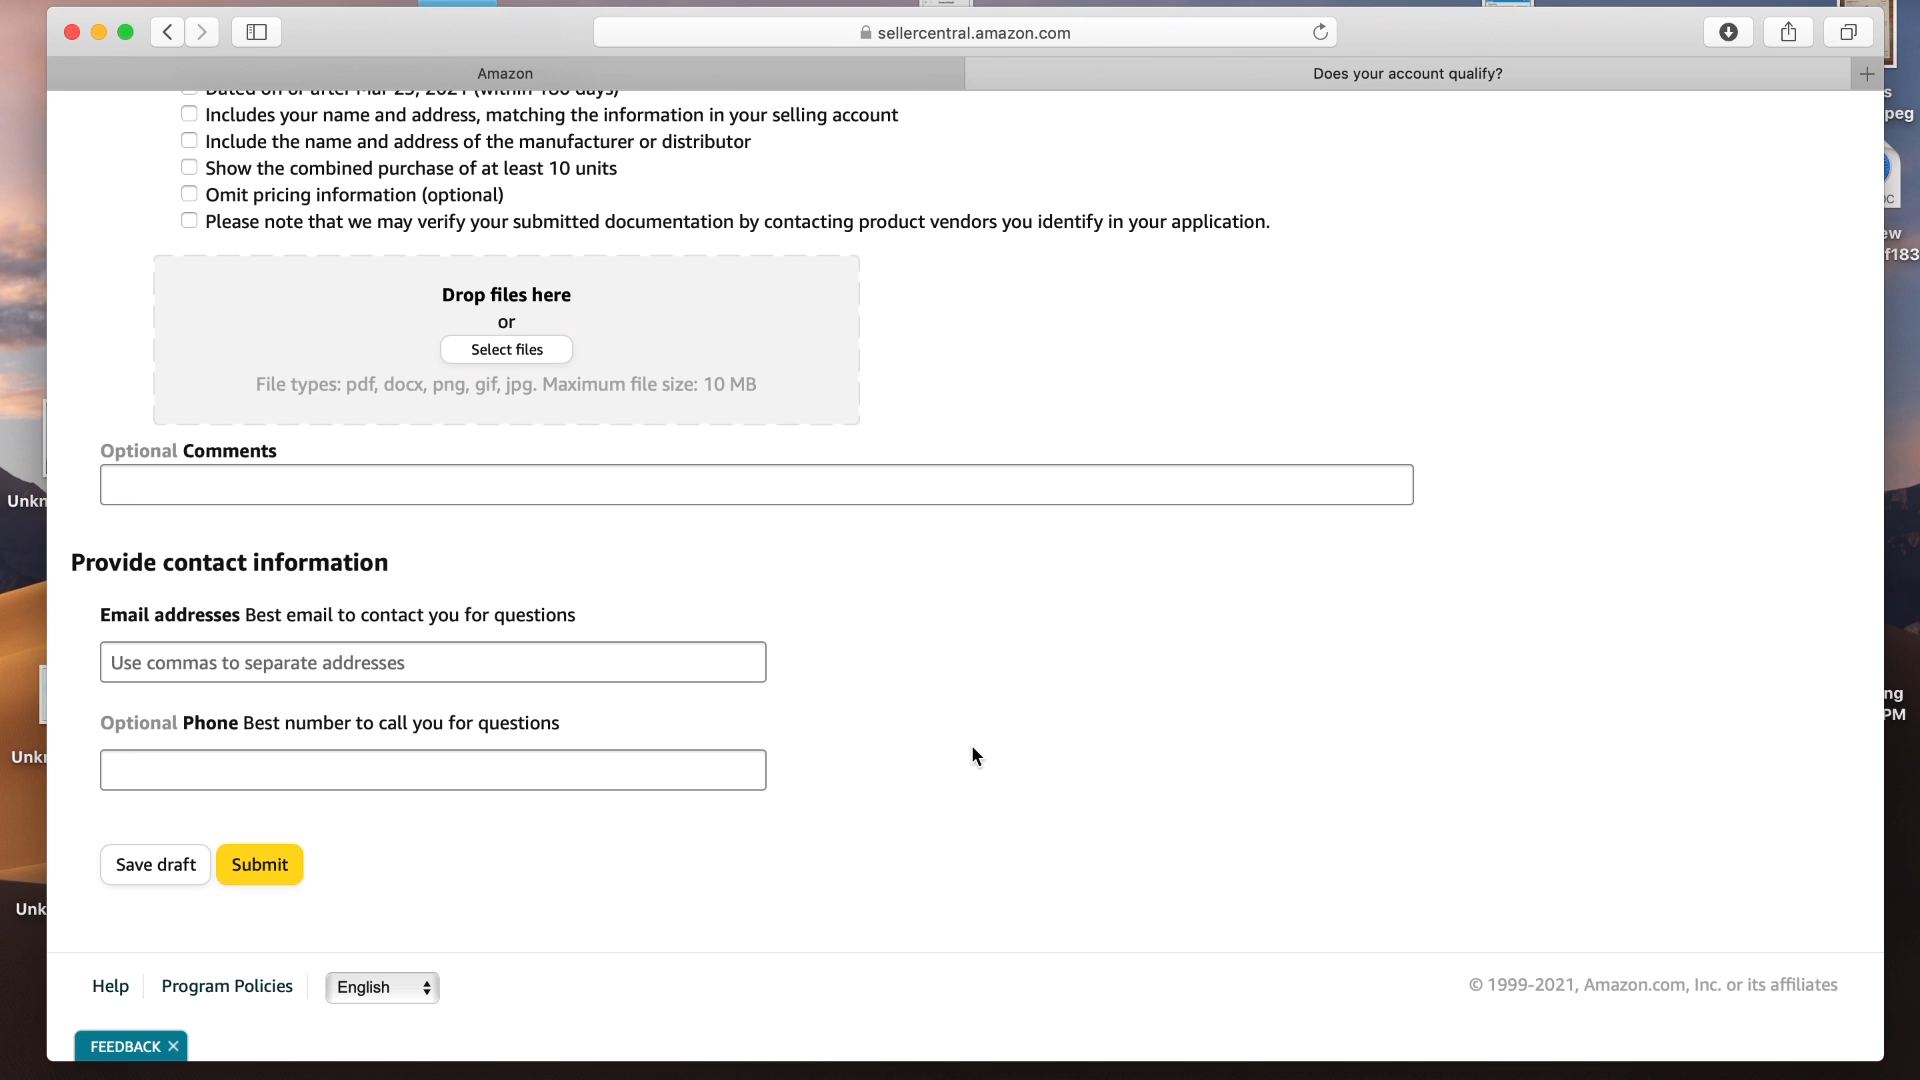 sellercentral.amazon.com
Amazon
Does your account qualify?
Includes your name and address, matching the information in your selling account
Include the name and address of the manufacturer or distributor
Show the combined purchase of at least 10 units
Omit pricing information (optional)
Please note that we may verify your submitted documentation by contacting product vendors you identify in your application.
Drop files here
or
Select files
File types: pdf, docx, png, gif, jpg. Maximum file size: 10 MB
Optional Comments
Provide contact information
Email addresses Best email to contact you for questions
Use commas to separate addresses
Optional Phone Best number to call you for questions
Save draft Submit
Help Program Policies English
© 1999-2021, Amazon.com, Inc. or its affiliates
FEEDBACK
peg
f183
PM